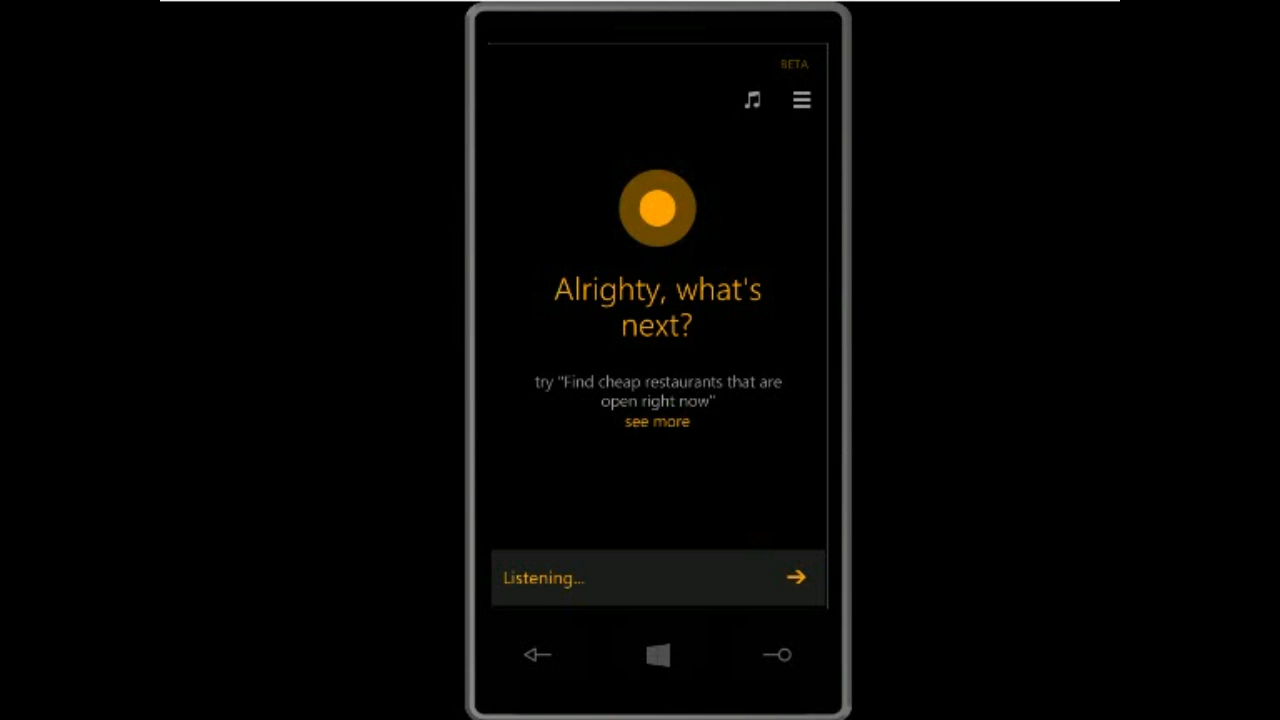 BETA
Alrighty, what's
next?
try "Find cheap restaurants that are
open right now"
see more
Listening...